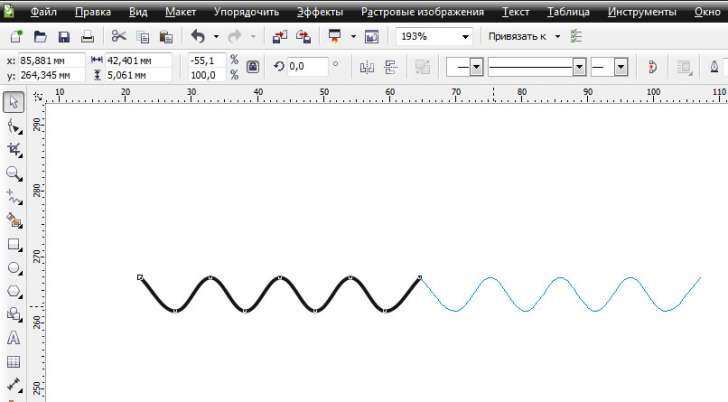 Файл Правка Вид Макет Упорядочить Эффекты Растровые изображения Текст Таблица Инструменты Окно
193% Привязать к
x: 85,881 мм 42,401 мм -55,1 % 0,0 °
y: 264,345 мм 5,061 мм 100,0 %
10 20 30 40 50 60 70 80 90 100 110
290
280
270
260
250